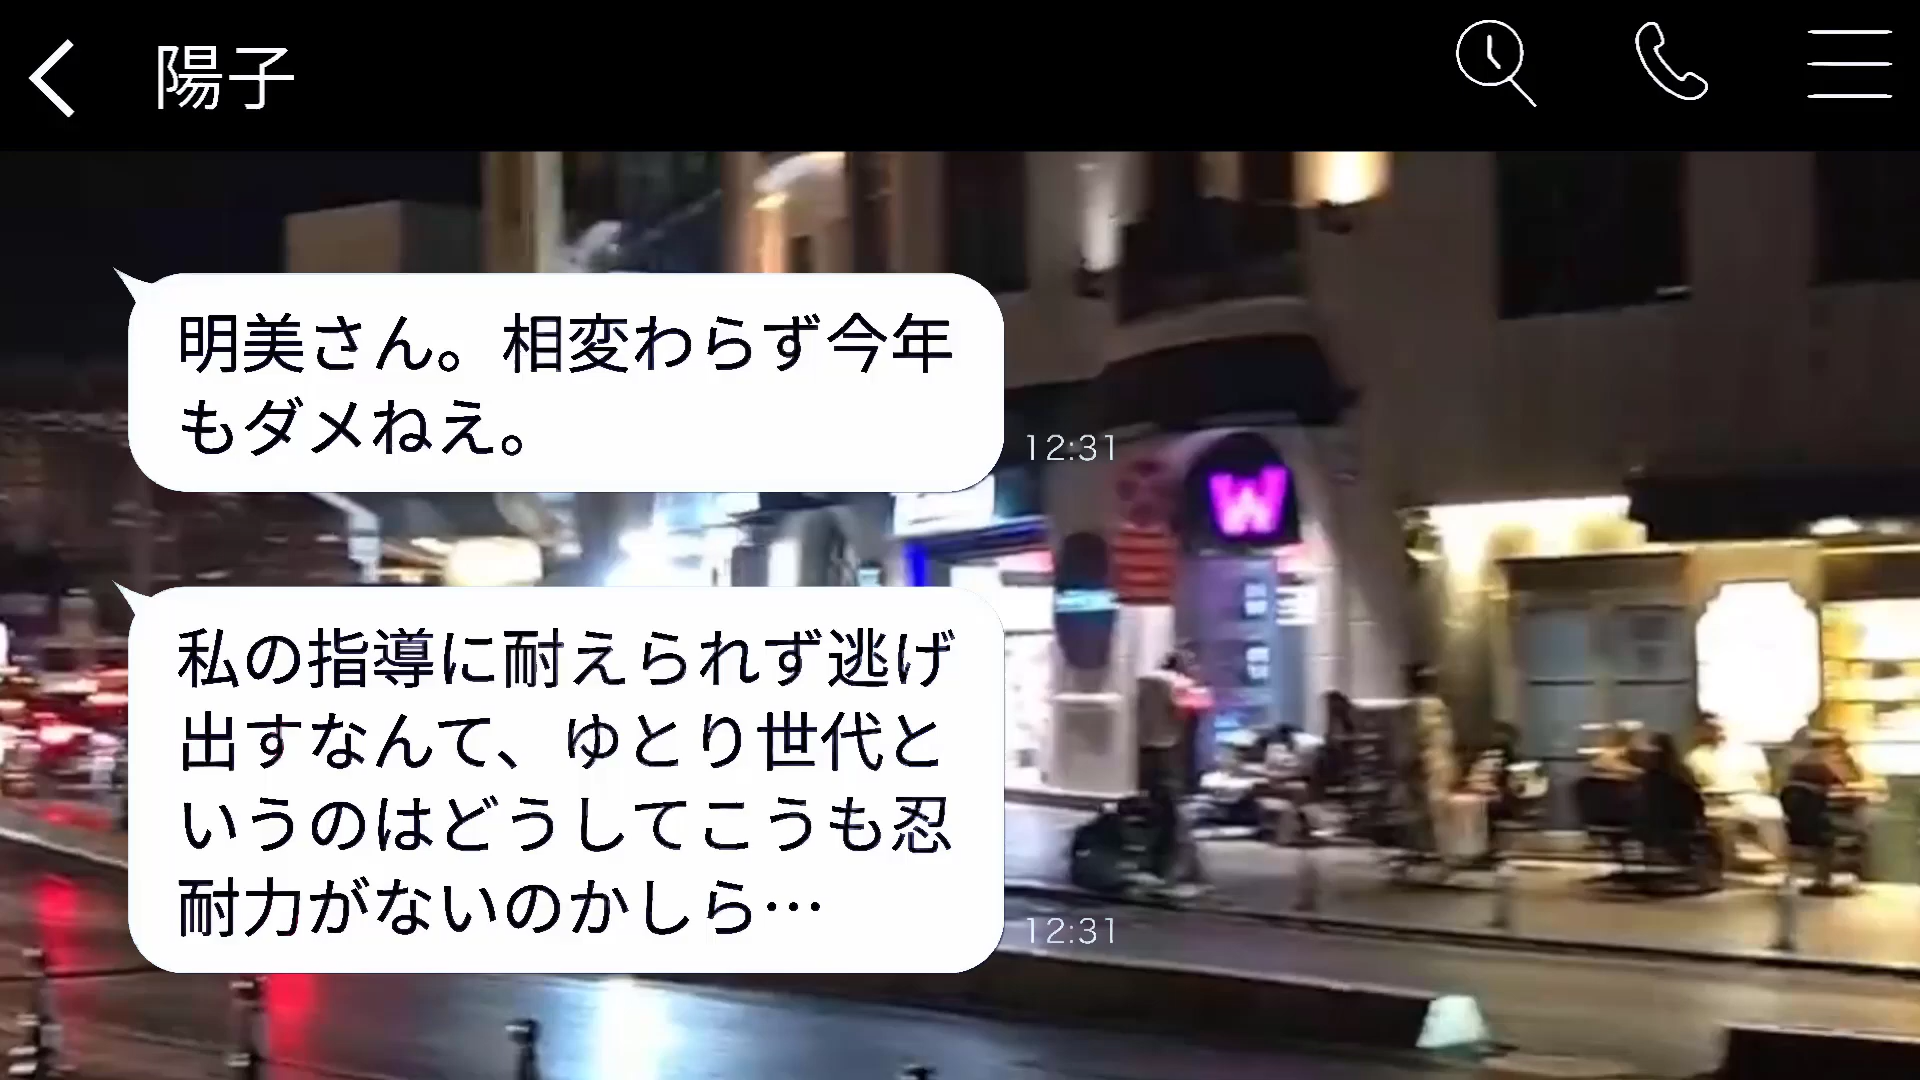 陽子
明美さん。相変わらず今年
もダメねえ。
12:31
W
私の指導に耐えられず逃げ
出すなんて、ゆとり世代と
いうのはどうしてこうも忍
耐力がないのかしら…
12:31